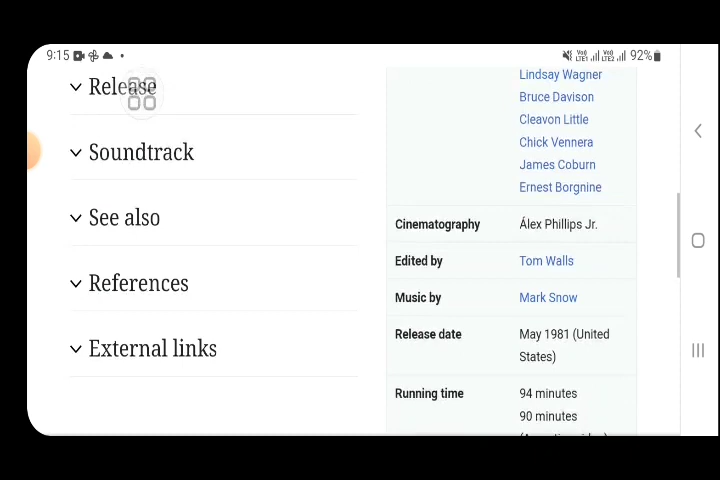 9:15
92%
Release
Soundtrack
See also
References
External links
Lindsay Wagner
Bruce Davison
Cleavon Little
Chick Vennera
James Coburn
Ernest Borgnine
Cinematography Álex Phillips Jr.
Edited by Tom Walls
Music by Mark Snow
Release date May 1981 (United
States)
Running time 94 minutes
90 minutes